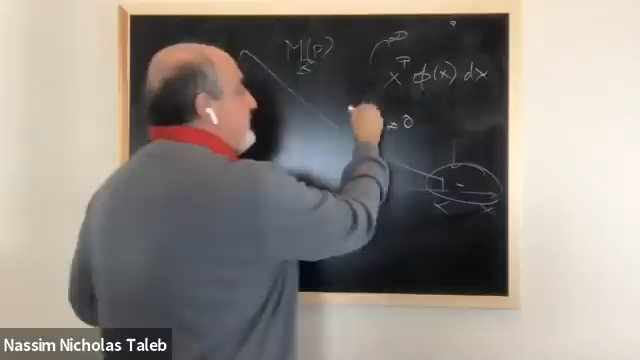 M(p)
∞
x^p φ(x) dx
= 0
K
x
Nassim Nicholas Taleb